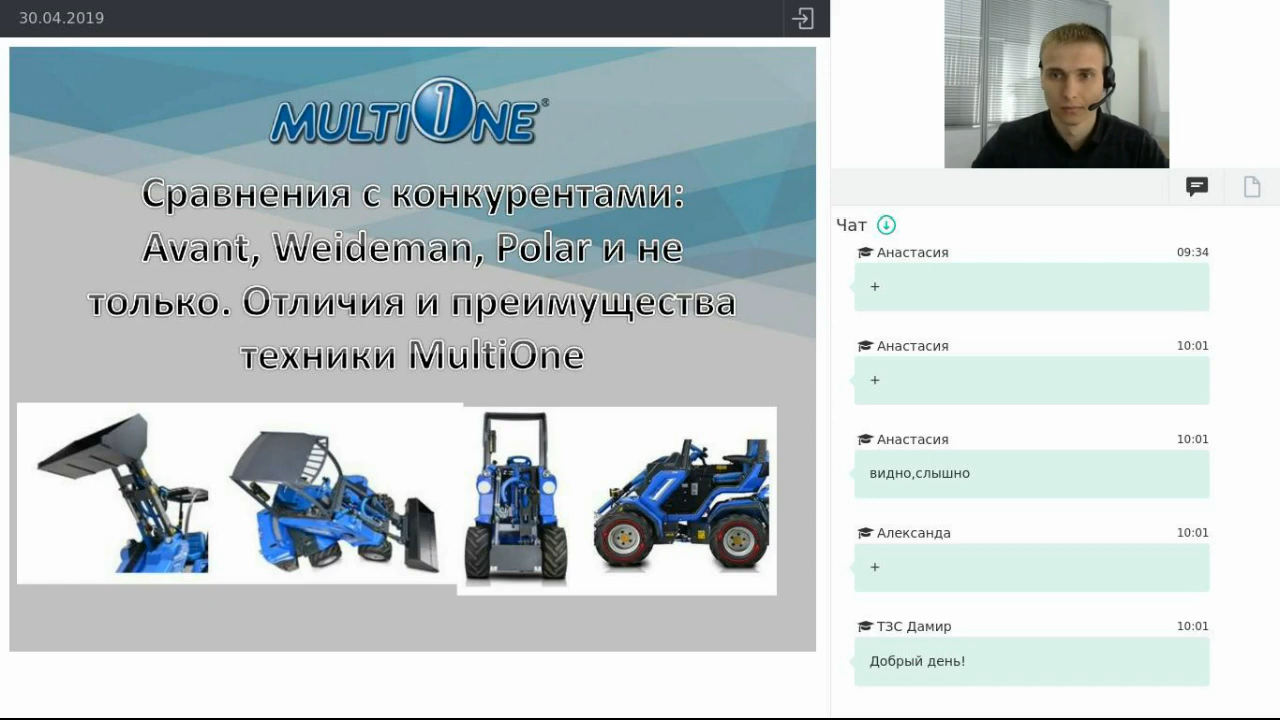 30.04.2019
MULTI1NE®
Сравнения с конкурентами:
Avant, Weideman, Polar и не
только. Отличия и преимущества
техники MultiOne
Чат
Анастасия 09:34
+
Анастасия 10:01
+
Анастасия 10:01
видно,слышно
Александа 10:01
+
ТЗС Дамир 10:01
Добрый день!